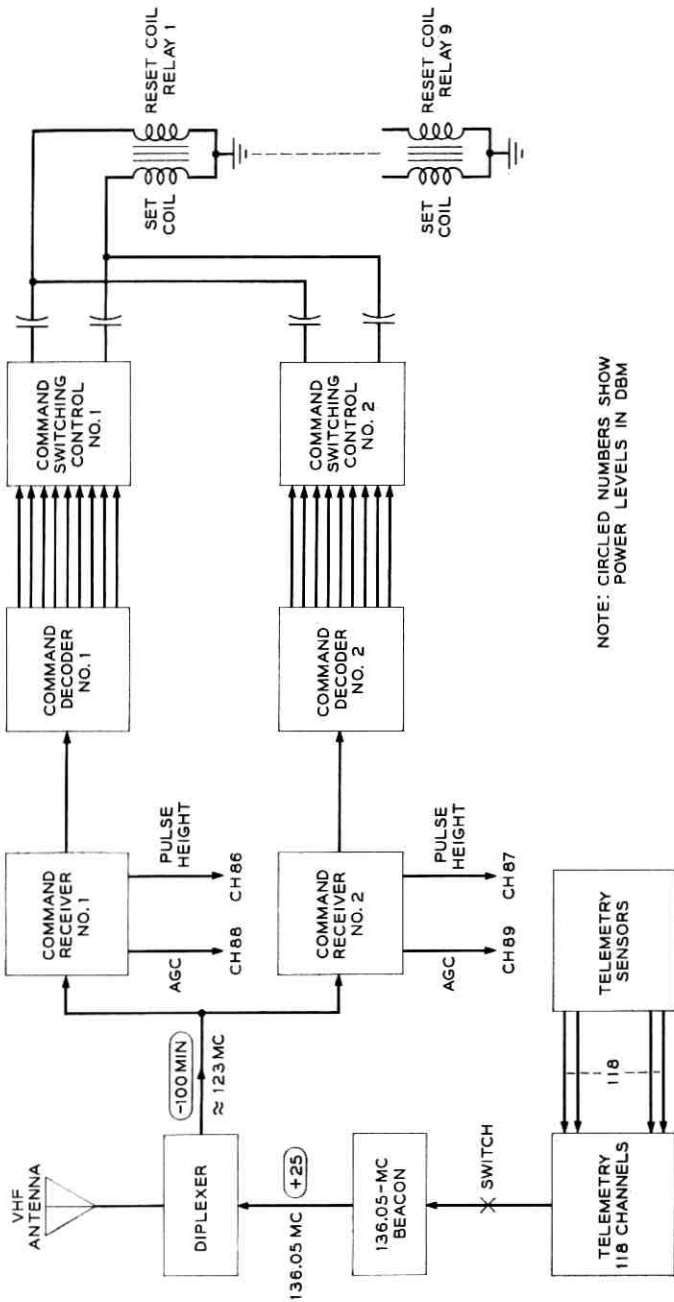 VHF
ANTENNA
DIPLEXER
-100 MIN
≈ 123 MC
136.05 MC
+25
136.05-MC
BEACON
SWITCH
TELEMETRY
118 CHANNELS
118
TELEMETRY
SENSORS
COMMAND
RECEIVER
NO. 1
AGC
CH 88
PULSE
HEIGHT
CH 86
COMMAND
RECEIVER
NO. 2
AGC
CH 89
PULSE
HEIGHT
CH 87
COMMAND
DECODER
NO. 1
COMMAND
DECODER
NO. 2
COMMAND
SWITCHING
CONTROL
NO. 1
COMMAND
SWITCHING
CONTROL
NO. 2
SET
COIL
RESET COIL
RELAY 1
SET
COIL
RESET COIL
RELAY 9
NOTE: CIRCLED NUMBERS SHOW
POWER LEVELS IN DBM